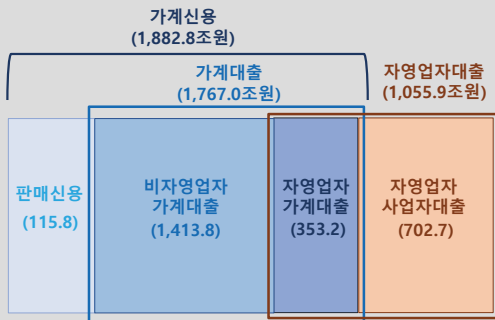 가계신용
(1,882.8조원)
가계대출
(1,767.0조원)
자영업자대출
(1,055.9조원)
판매신용
(115.8)
비자영업자
가계대출
(1,413.8)
자영업자
가계대출
(353.2)
자영업자
사업자대출
(702.7)